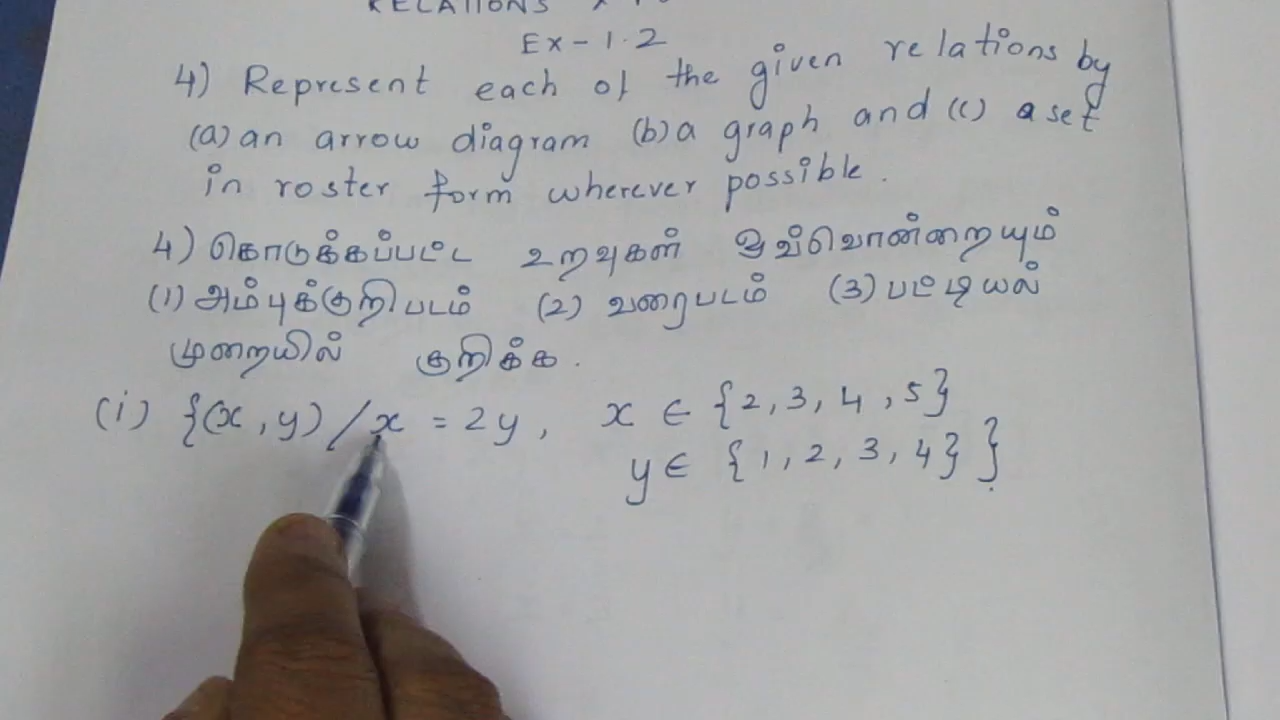 RELATIONS
Ex - 1.2
4) Represent each of the given relations by
(a) an arrow diagram (b) a graph and (c) a set
in roster form wherever possible.
4) கொடுக்கப்பட்ட உறவுகள் ஒவ்வொன்றையும்
(1) அம்புக்குறிபடம் (2) வரைபடம் (3) பட்டியல்
முறையில் குறிக்க.
(i) {(x, y) / x = 2y, x ∈ {2, 3, 4, 5}
y ∈ {1, 2, 3, 4} }.